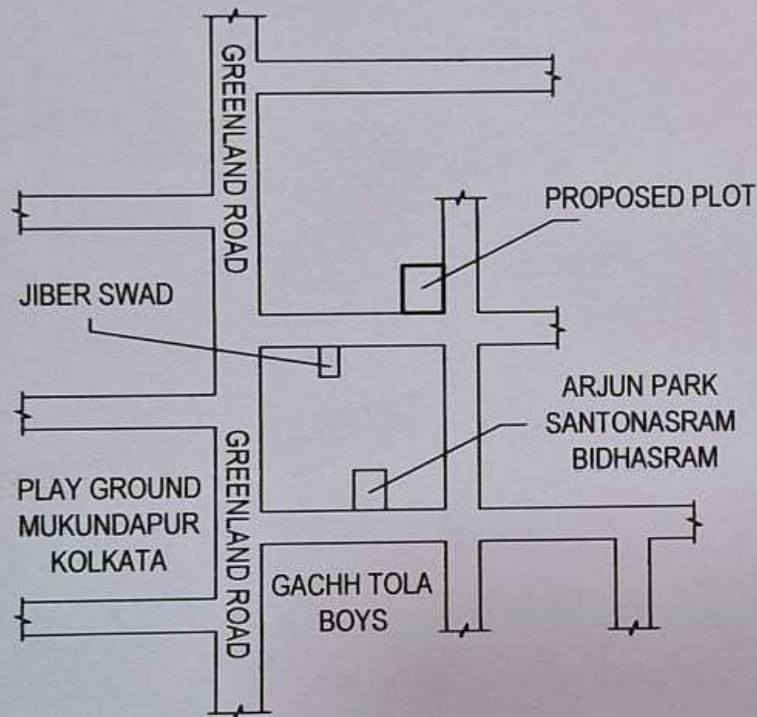 GREENLAND ROAD
PROPOSED PLOT
JIBER SWAD
ARJUN PARK
SANTONASRAM
BIDHASRAM
GREENLAND ROAD
PLAY GROUND
MUKUNDAPUR
KOLKATA
GACHH TOLA
BOYS